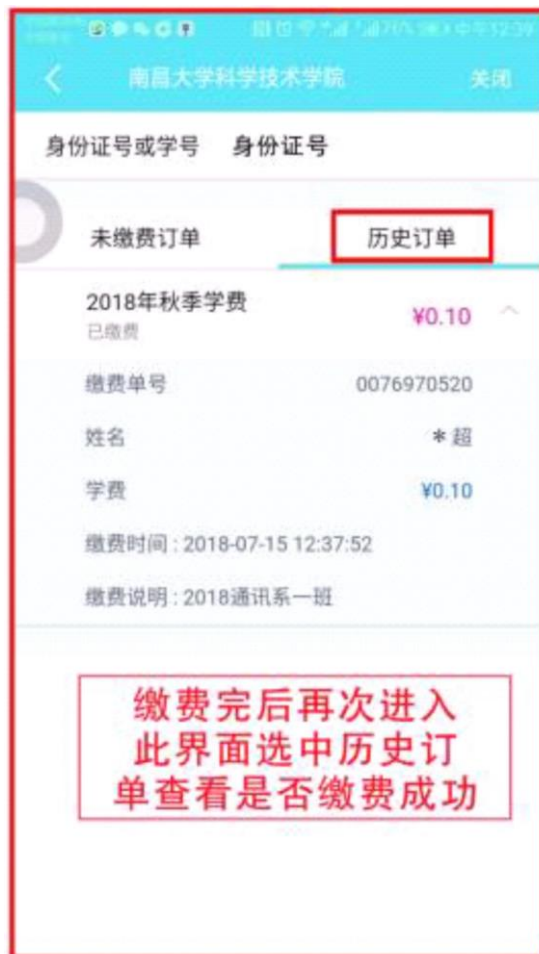 中午12:39
南昌大学科学技术学院 关闭
身份证号或学号 身份证号
未缴费订单 历史订单
2018年秋季学费 ¥0.10
已缴费
缴费单号 0076970520
姓名 *超
学费 ¥0.10
缴费时间 : 2018-07-15 12:37:52
缴费说明 : 2018通讯系一班
缴费完后再次进入
此界面选中历史订
单查看是否缴费成功